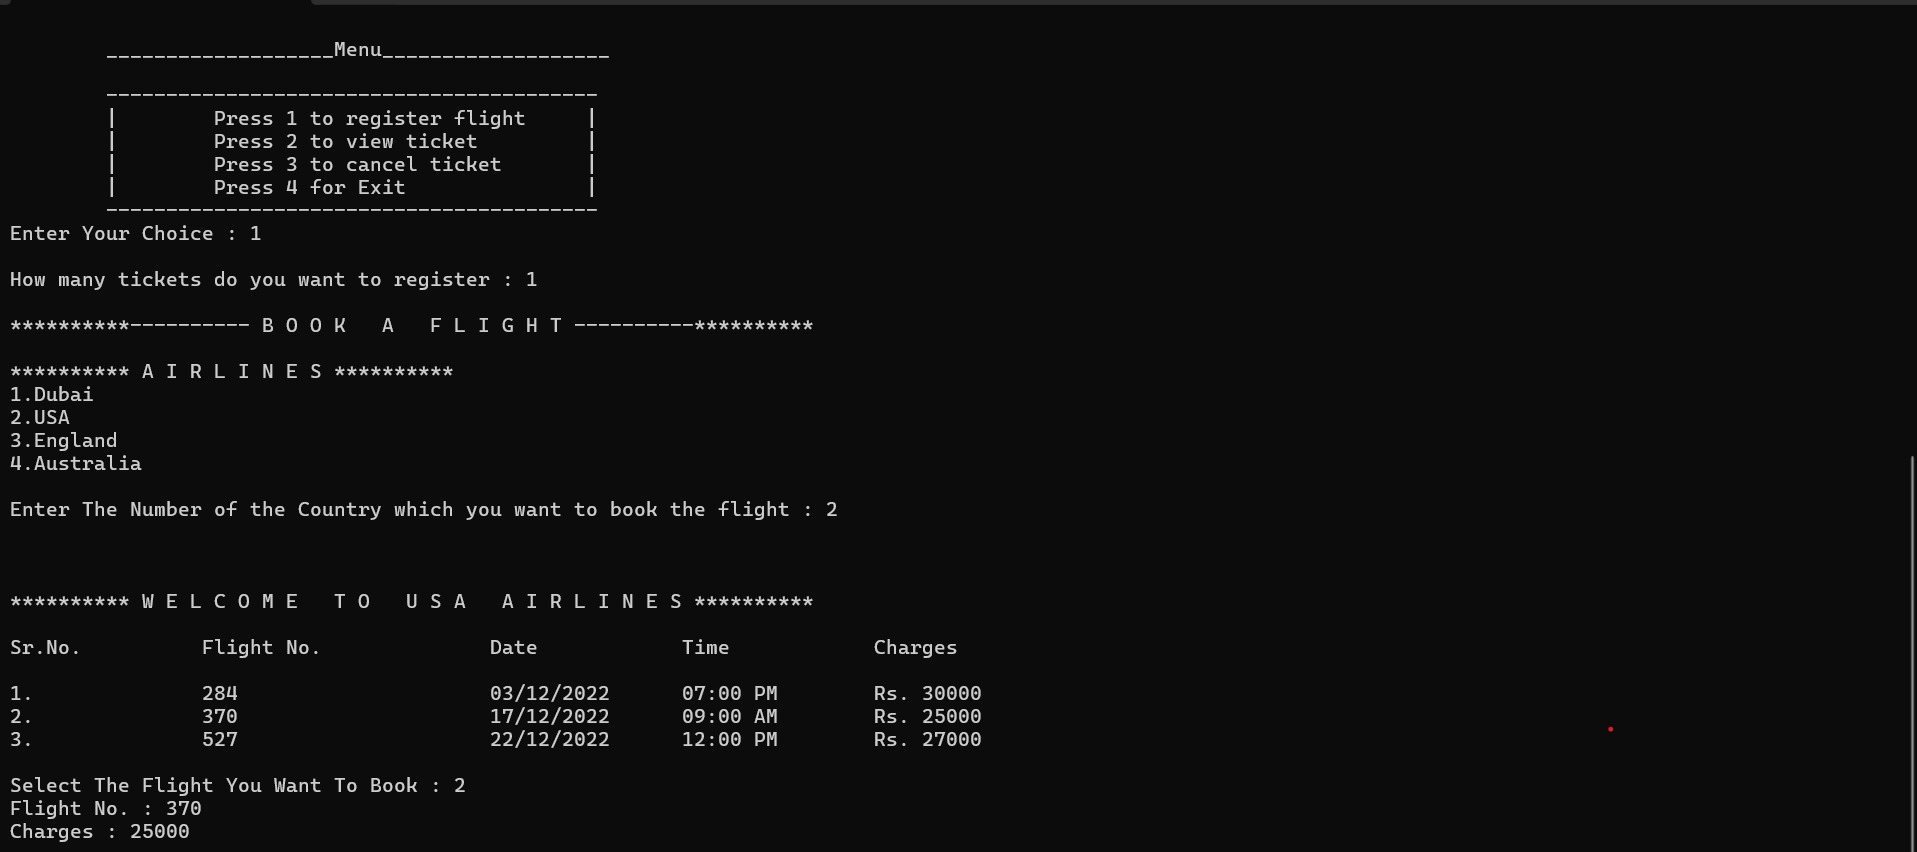 ___________________Menu___________________
-----------------------------------------
| Press 1 to register flight |
| Press 2 to view ticket |
| Press 3 to cancel ticket |
| Press 4 for Exit |
-----------------------------------------
Enter Your Choice : 1
How many tickets do you want to register : 1
**********---------- B O O K   A   F L I G H T ----------**********
********** A I R L I N E S **********
1.Dubai
2.USA
3.England
4.Australia
Enter The Number of the Country which you want to book the flight : 2
********** W E L C O M E   T O   U S A   A I R L I N E S **********
Sr.No. Flight No. Date Time Charges
1. 284 03/12/2022 07:00 PM Rs. 30000
2. 370 17/12/2022 09:00 AM Rs. 25000
3. 527 22/12/2022 12:00 PM Rs. 27000
Select The Flight You Want To Book : 2
Flight No. : 370
Charges : 25000